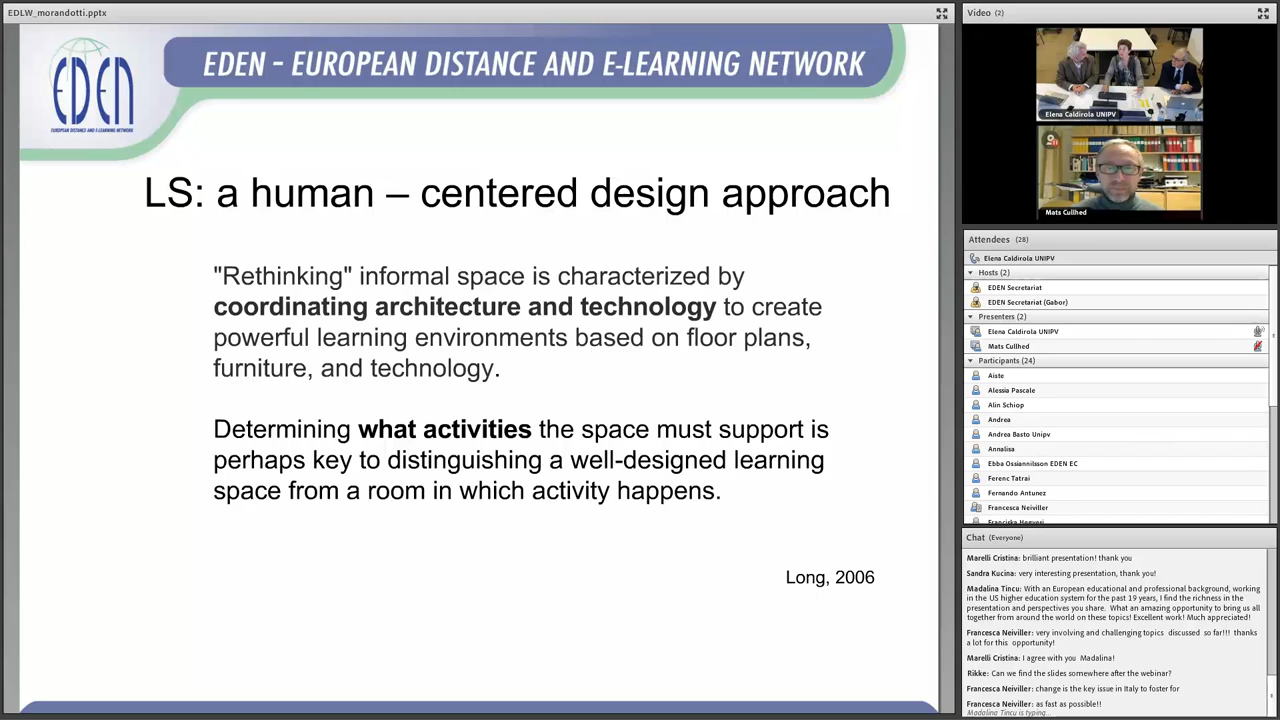 EDLW_morandotti.pptx
EDEN
EUROPEAN DISTANCE AND E-LEARNING NETWORK
EDEN – EUROPEAN DISTANCE AND E-LEARNING NETWORK
LS: a human – centered design approach
"Rethinking" informal space is characterized by
coordinating architecture and technology to create
powerful learning environments based on floor plans,
furniture, and technology.
Determining what activities the space must support is
perhaps key to distinguishing a well-designed learning
space from a room in which activity happens.
Long, 2006
Video (2)
Elena Caldirola UNIPV
Mats Cullhed
Attendees (28)
Elena Caldirola UNIPV
Hosts (2)
EDEN Secretariat
EDEN Secretariat (Gabor)
Presenters (2)
Elena Caldirola UNIPV
Mats Cullhed
Participants (24)
Aiste
Alessia Pascale
Alin Schiop
Andrea
Andrea Basto Unipv
Annalisa
Ebba Ossiannilsson EDEN EC
Ferenc Tatrai
Fernando Antunez
Francesca Neiviller
Chat (Everyone)
Marelli Cristina: brilliant presentation! thank you
Sandra Kucina: very interesting presentation, thank you!
Madalina Tincu: With an European educational and professional background, working
in the US higher education system for the past 19 years, I find the richness in the
presentation and perspectives you share. What an amazing opportunity to bring us all
together from around the world on these topics! Excellent work! Much appreciated!
Francesca Neiviller: very involving and challenging topics discussed so far!!! thanks
a lot for this opportunity!
Marelli Cristina: I agree with you Madalina!
Rikke: Can we find the slides somewhere after the webinar?
Francesca Neiviller: change is the key issue in Italy to foster for
Francesca Neiviller: as fast as possible!!
Madalina Tincu is typing...